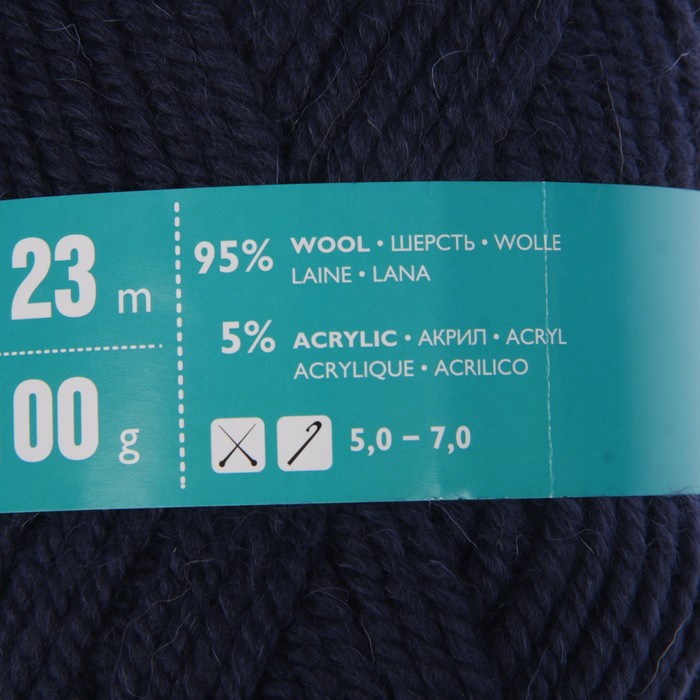 23 m
00 g
95% WOOL • ШЕРСТЬ • WOLLE
LAINE • LANA
5% ACRYLIC • АКРИЛ • ACRYL
ACRYLIQUE • ACRILICO
5,0 – 7,0